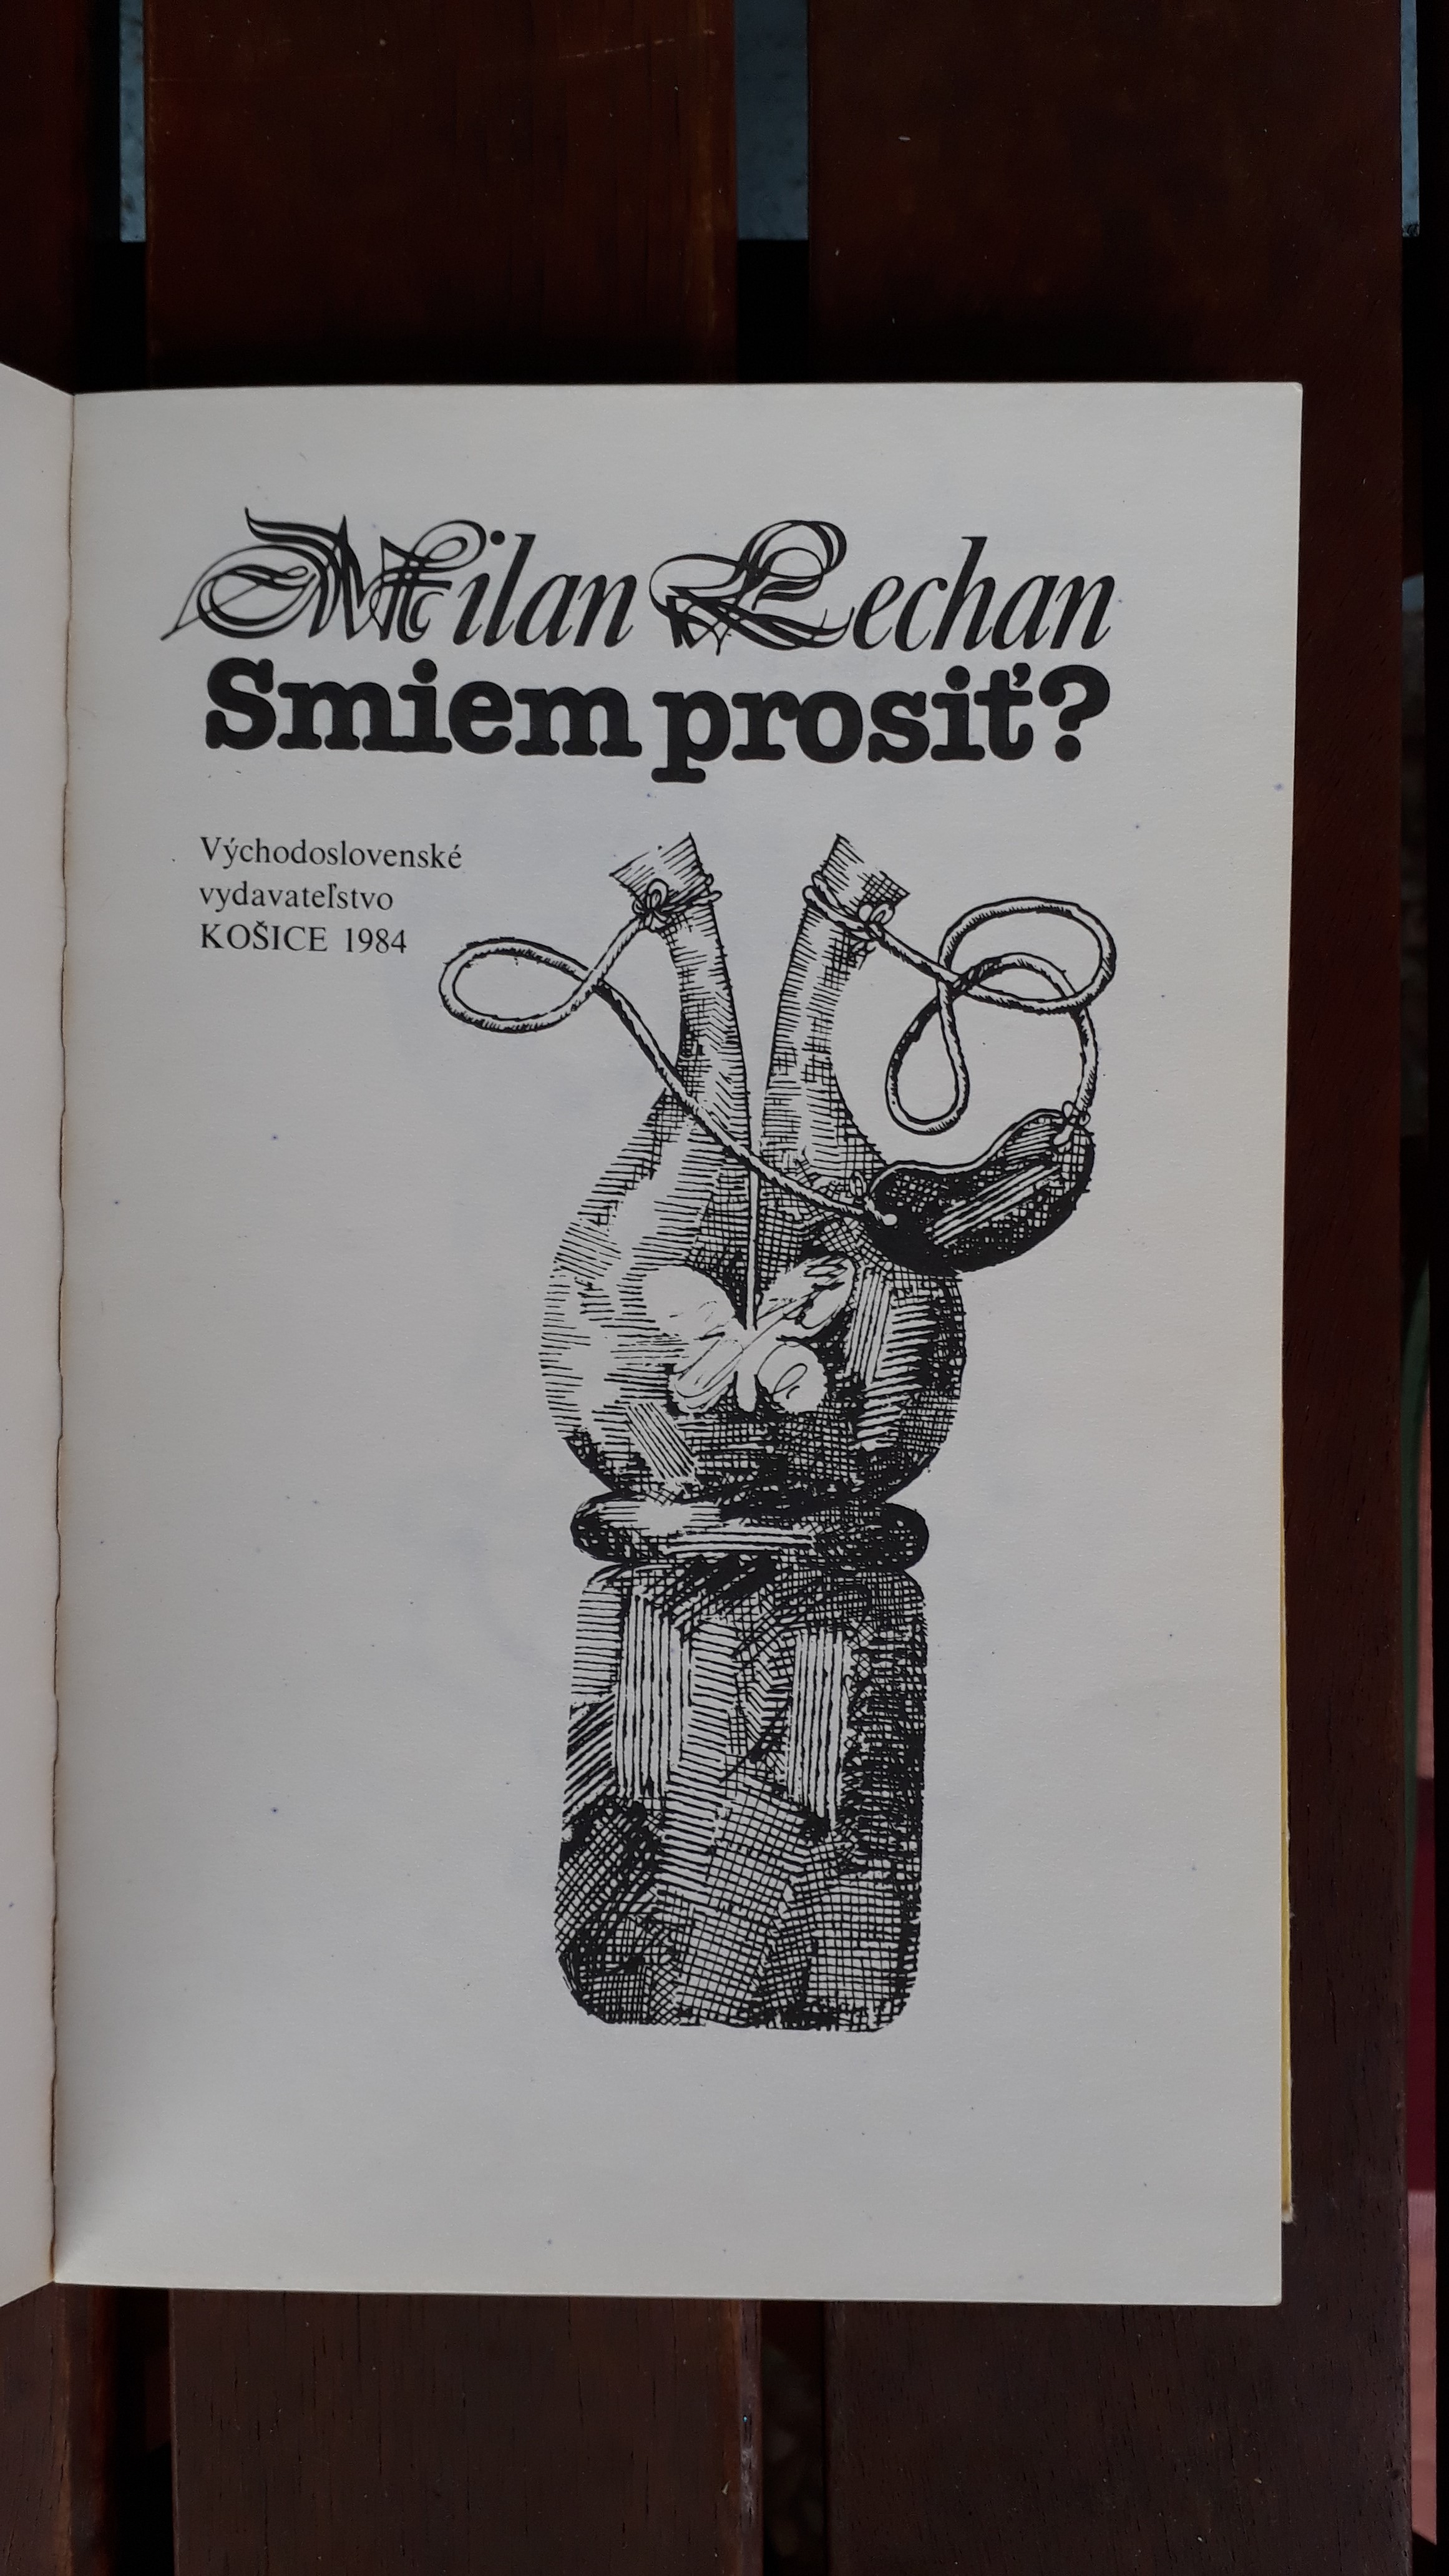 Milan Lechan
Smiem prosiť?
Východoslovenské
vydavateľstvo
KOŠICE 1984